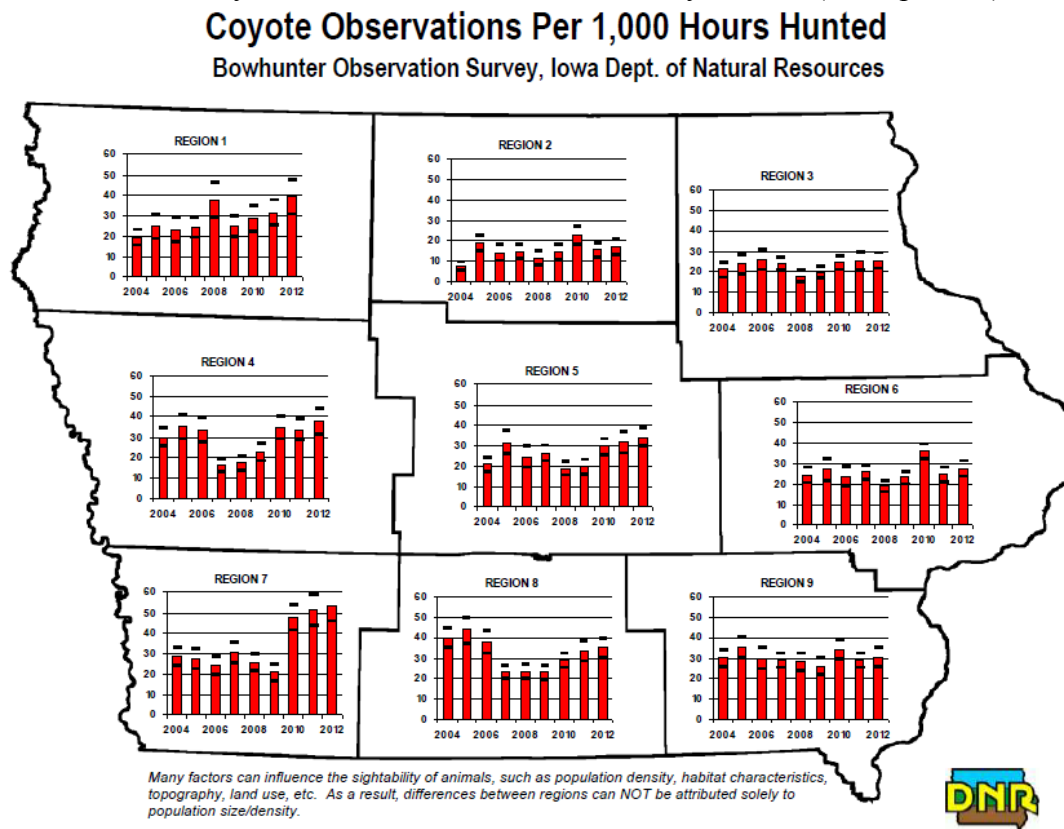 Coyote Observations Per 1,000 Hours Hunted
Bowhunter Observation Survey, Iowa Dept. of Natural Resources
REGION 1
60
50
40
30
20
10
0
2004 2006 2008 2010 2012
REGION 2
60
50
40
30
20
10
0
2004 2006 2008 2010 2012
REGION 3
60
50
40
30
20
10
0
2004 2006 2008 2010 2012
REGION 4
60
50
40
30
20
10
0
2004 2006 2008 2010 2012
REGION 5
60
50
40
30
20
10
0
2004 2006 2008 2010 2012
REGION 6
60
50
40
30
20
10
0
2004 2006 2008 2010 2012
REGION 7
60
50
40
30
20
10
0
2004 2006 2008 2010 2012
REGION 8
60
50
40
30
20
10
0
2004 2006 2008 2010 2012
REGION 9
60
50
40
30
20
10
0
2004 2006 2008 2010 2012
Many factors can influence the sightability of animals, such as population density, habitat characteristics,
topography, land use, etc. As a result, differences between regions can NOT be attributed solely to
population size/density.
DNR